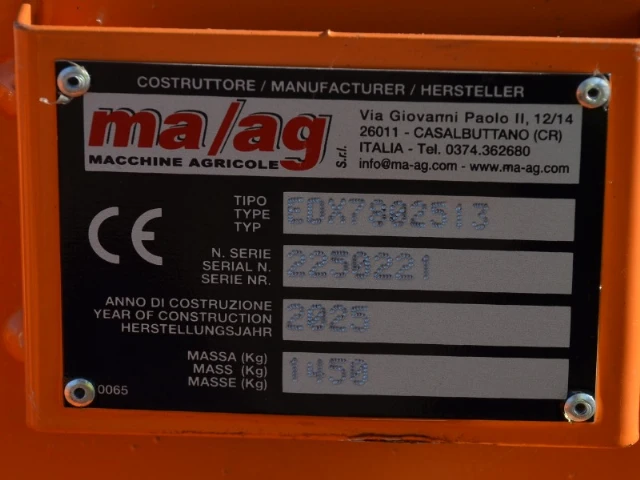 COSTRUTTORE / MANUFACTURER / HERSTELLER
ma/ag
MACCHINE AGRICOLE S.r.l.
Via Giovanni Paolo II, 12/14
26011 - CASALBUTTANO (CR)
ITALIA - Tel. 0374.362680
info@ma-ag.com - www.ma-ag.com
CE
TIPO
TYPE
TYP
EDX7802513
N. SERIE
SERIAL N.
SERIE NR.
2250221
ANNO DI COSTRUZIONE
YEAR OF CONSTRUCTION
HERSTELLUNGSJAHR
2025
MASSA (Kg)
MASS (Kg)
MASSE (Kg)
1450
0065